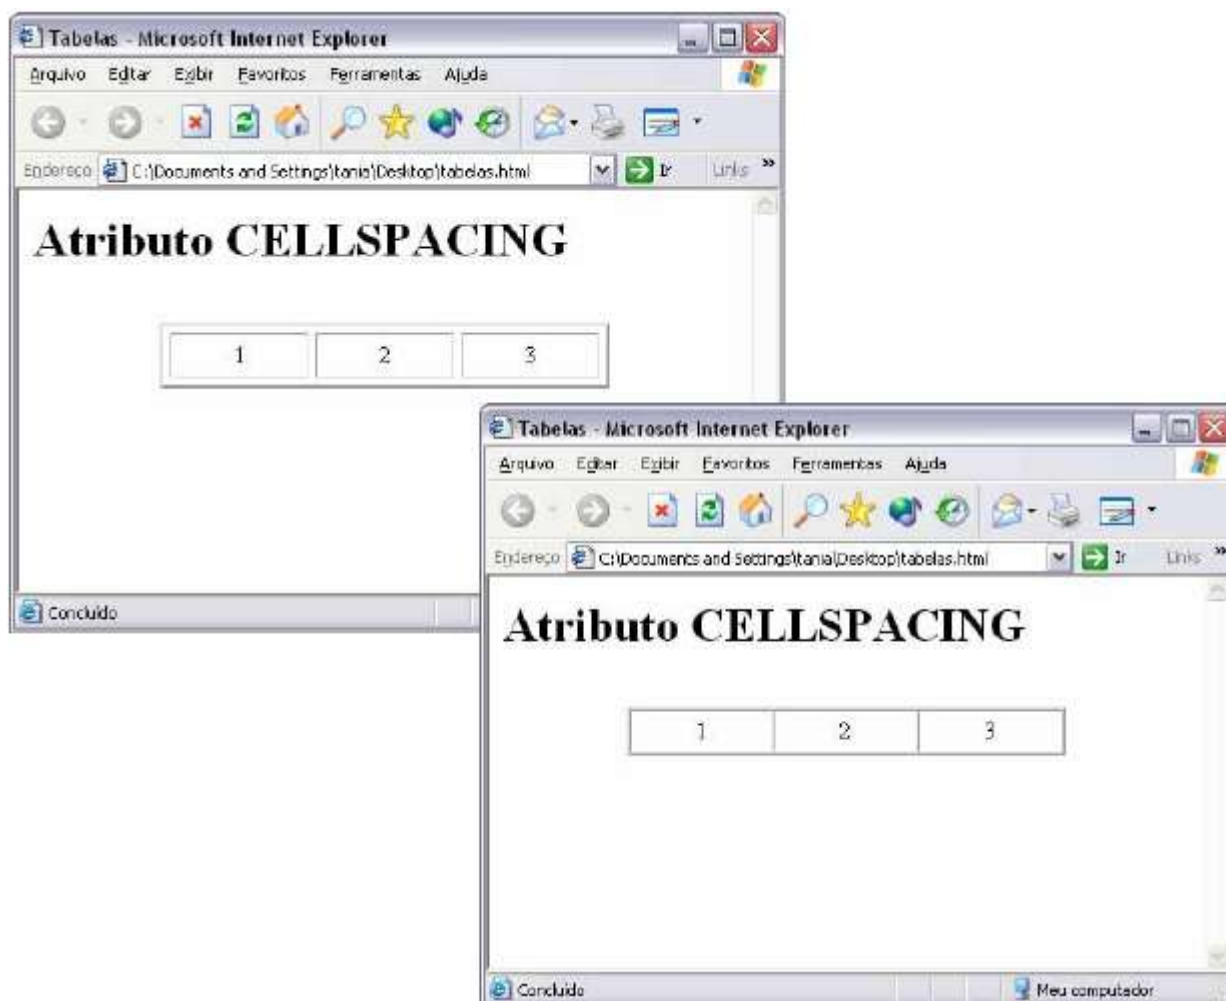 Tabelas - Microsoft Internet Explorer
Arquivo Editar Exibir Favoritos Ferramentas Ajuda
Endereço C:\Documents and Settings\tania\Desktop\tabelas.html Ir Links »
Atributo CELLSPACING
1 2 3
Concluído
Tabelas - Microsoft Internet Explorer
Arquivo Editar Exibir Favoritos Ferramentas Ajuda
Endereço C:\Documents and Settings\tania\Desktop\tabelas.html Ir Links »
Atributo CELLSPACING
1 2 3
Concluído Meu computador